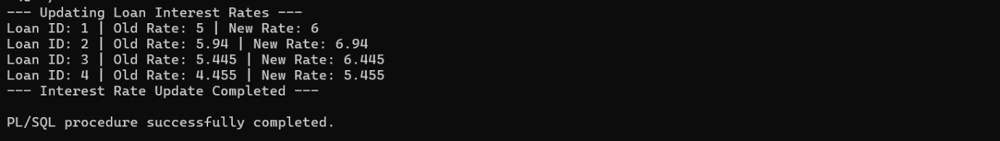 --- Updating Loan Interest Rates ---
Loan ID: 1 | Old Rate: 5 | New Rate: 6
Loan ID: 2 | Old Rate: 5.94 | New Rate: 6.94
Loan ID: 3 | Old Rate: 5.445 | New Rate: 6.445
Loan ID: 4 | Old Rate: 4.455 | New Rate: 5.455
--- Interest Rate Update Completed ---
PL/SQL procedure successfully completed.